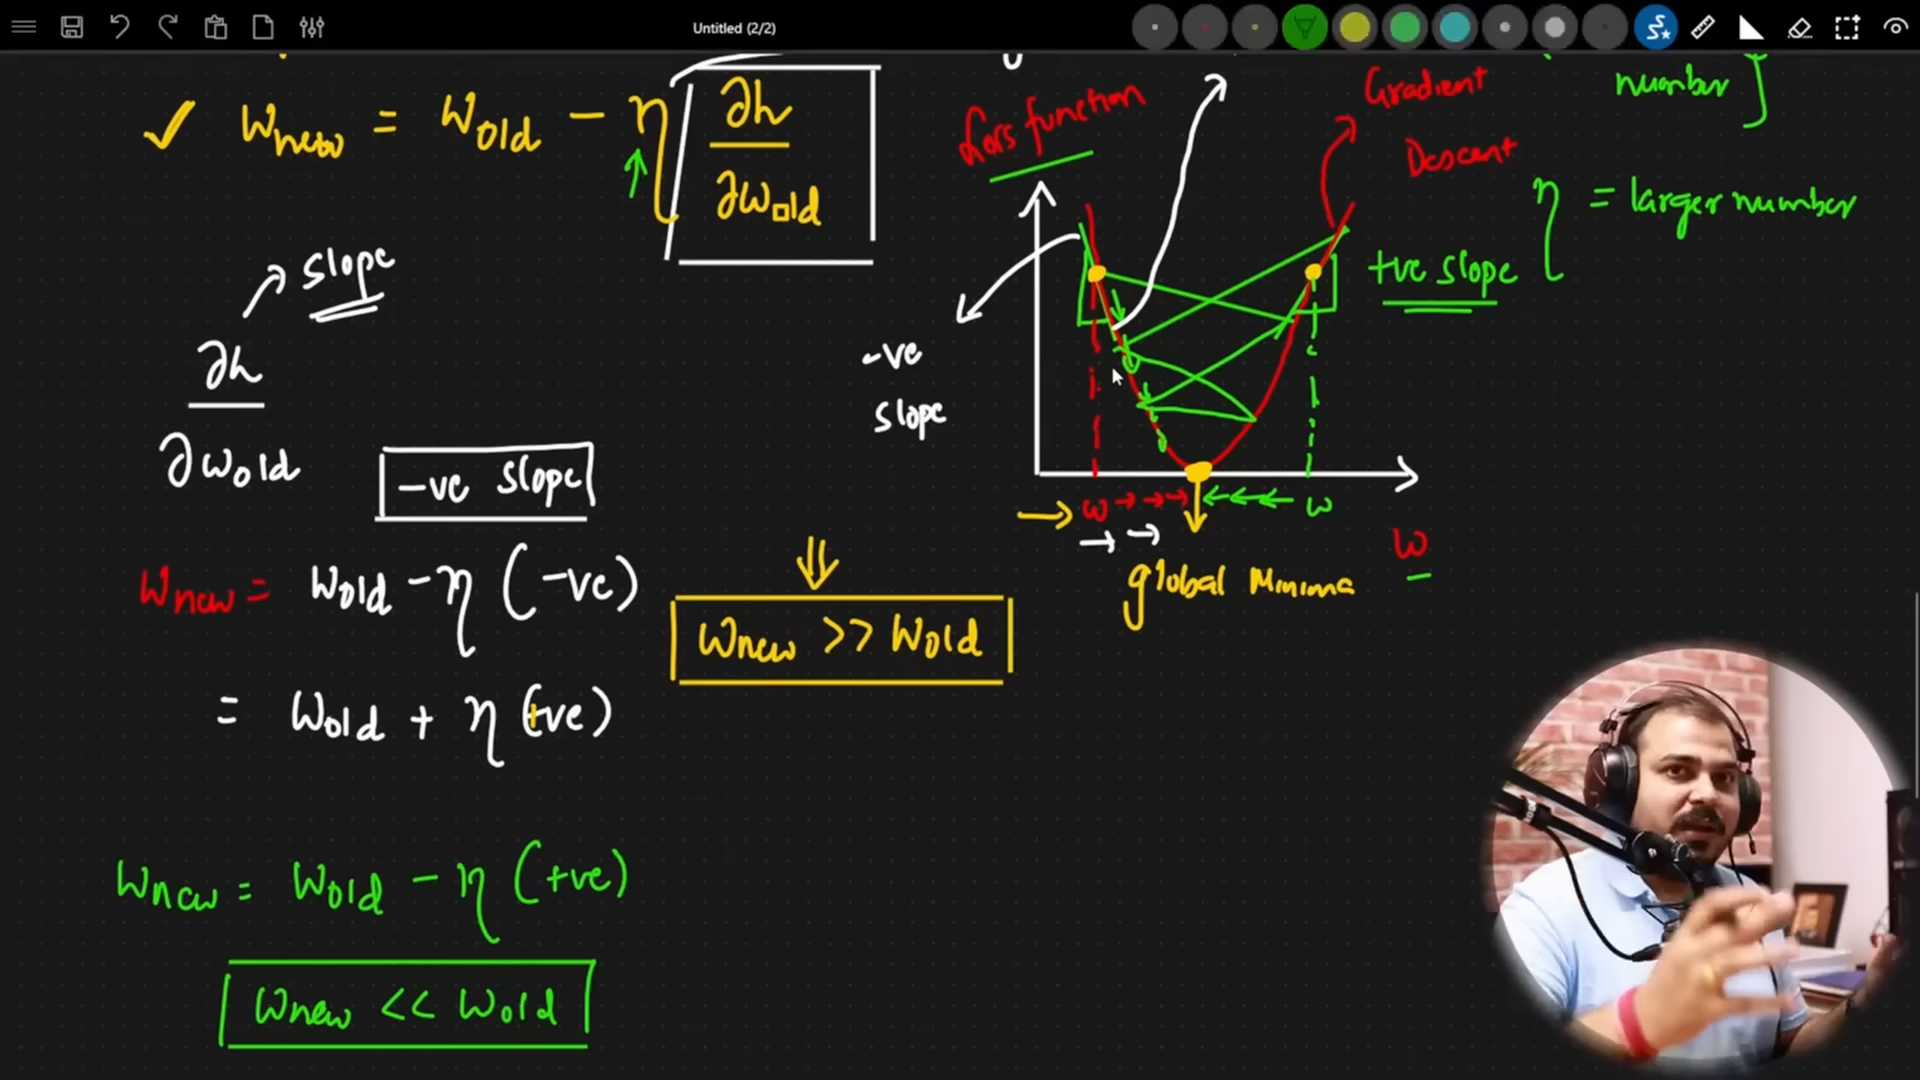 Untitled (2/2)
✓ Wnew = Wold - η ∂h
∂wold
slope
∂h
∂wold
-ve slope
Wnew = Wold - η (-ve)
= Wold + η (+ve)
Wnew >> Wold
Wnew = Wold - η (+ve)
Wnew << Wold
Loss function
Gradient
Descent
number ]
η = larger number
+ve slope
-ve
slope
w
w
w
global Minima